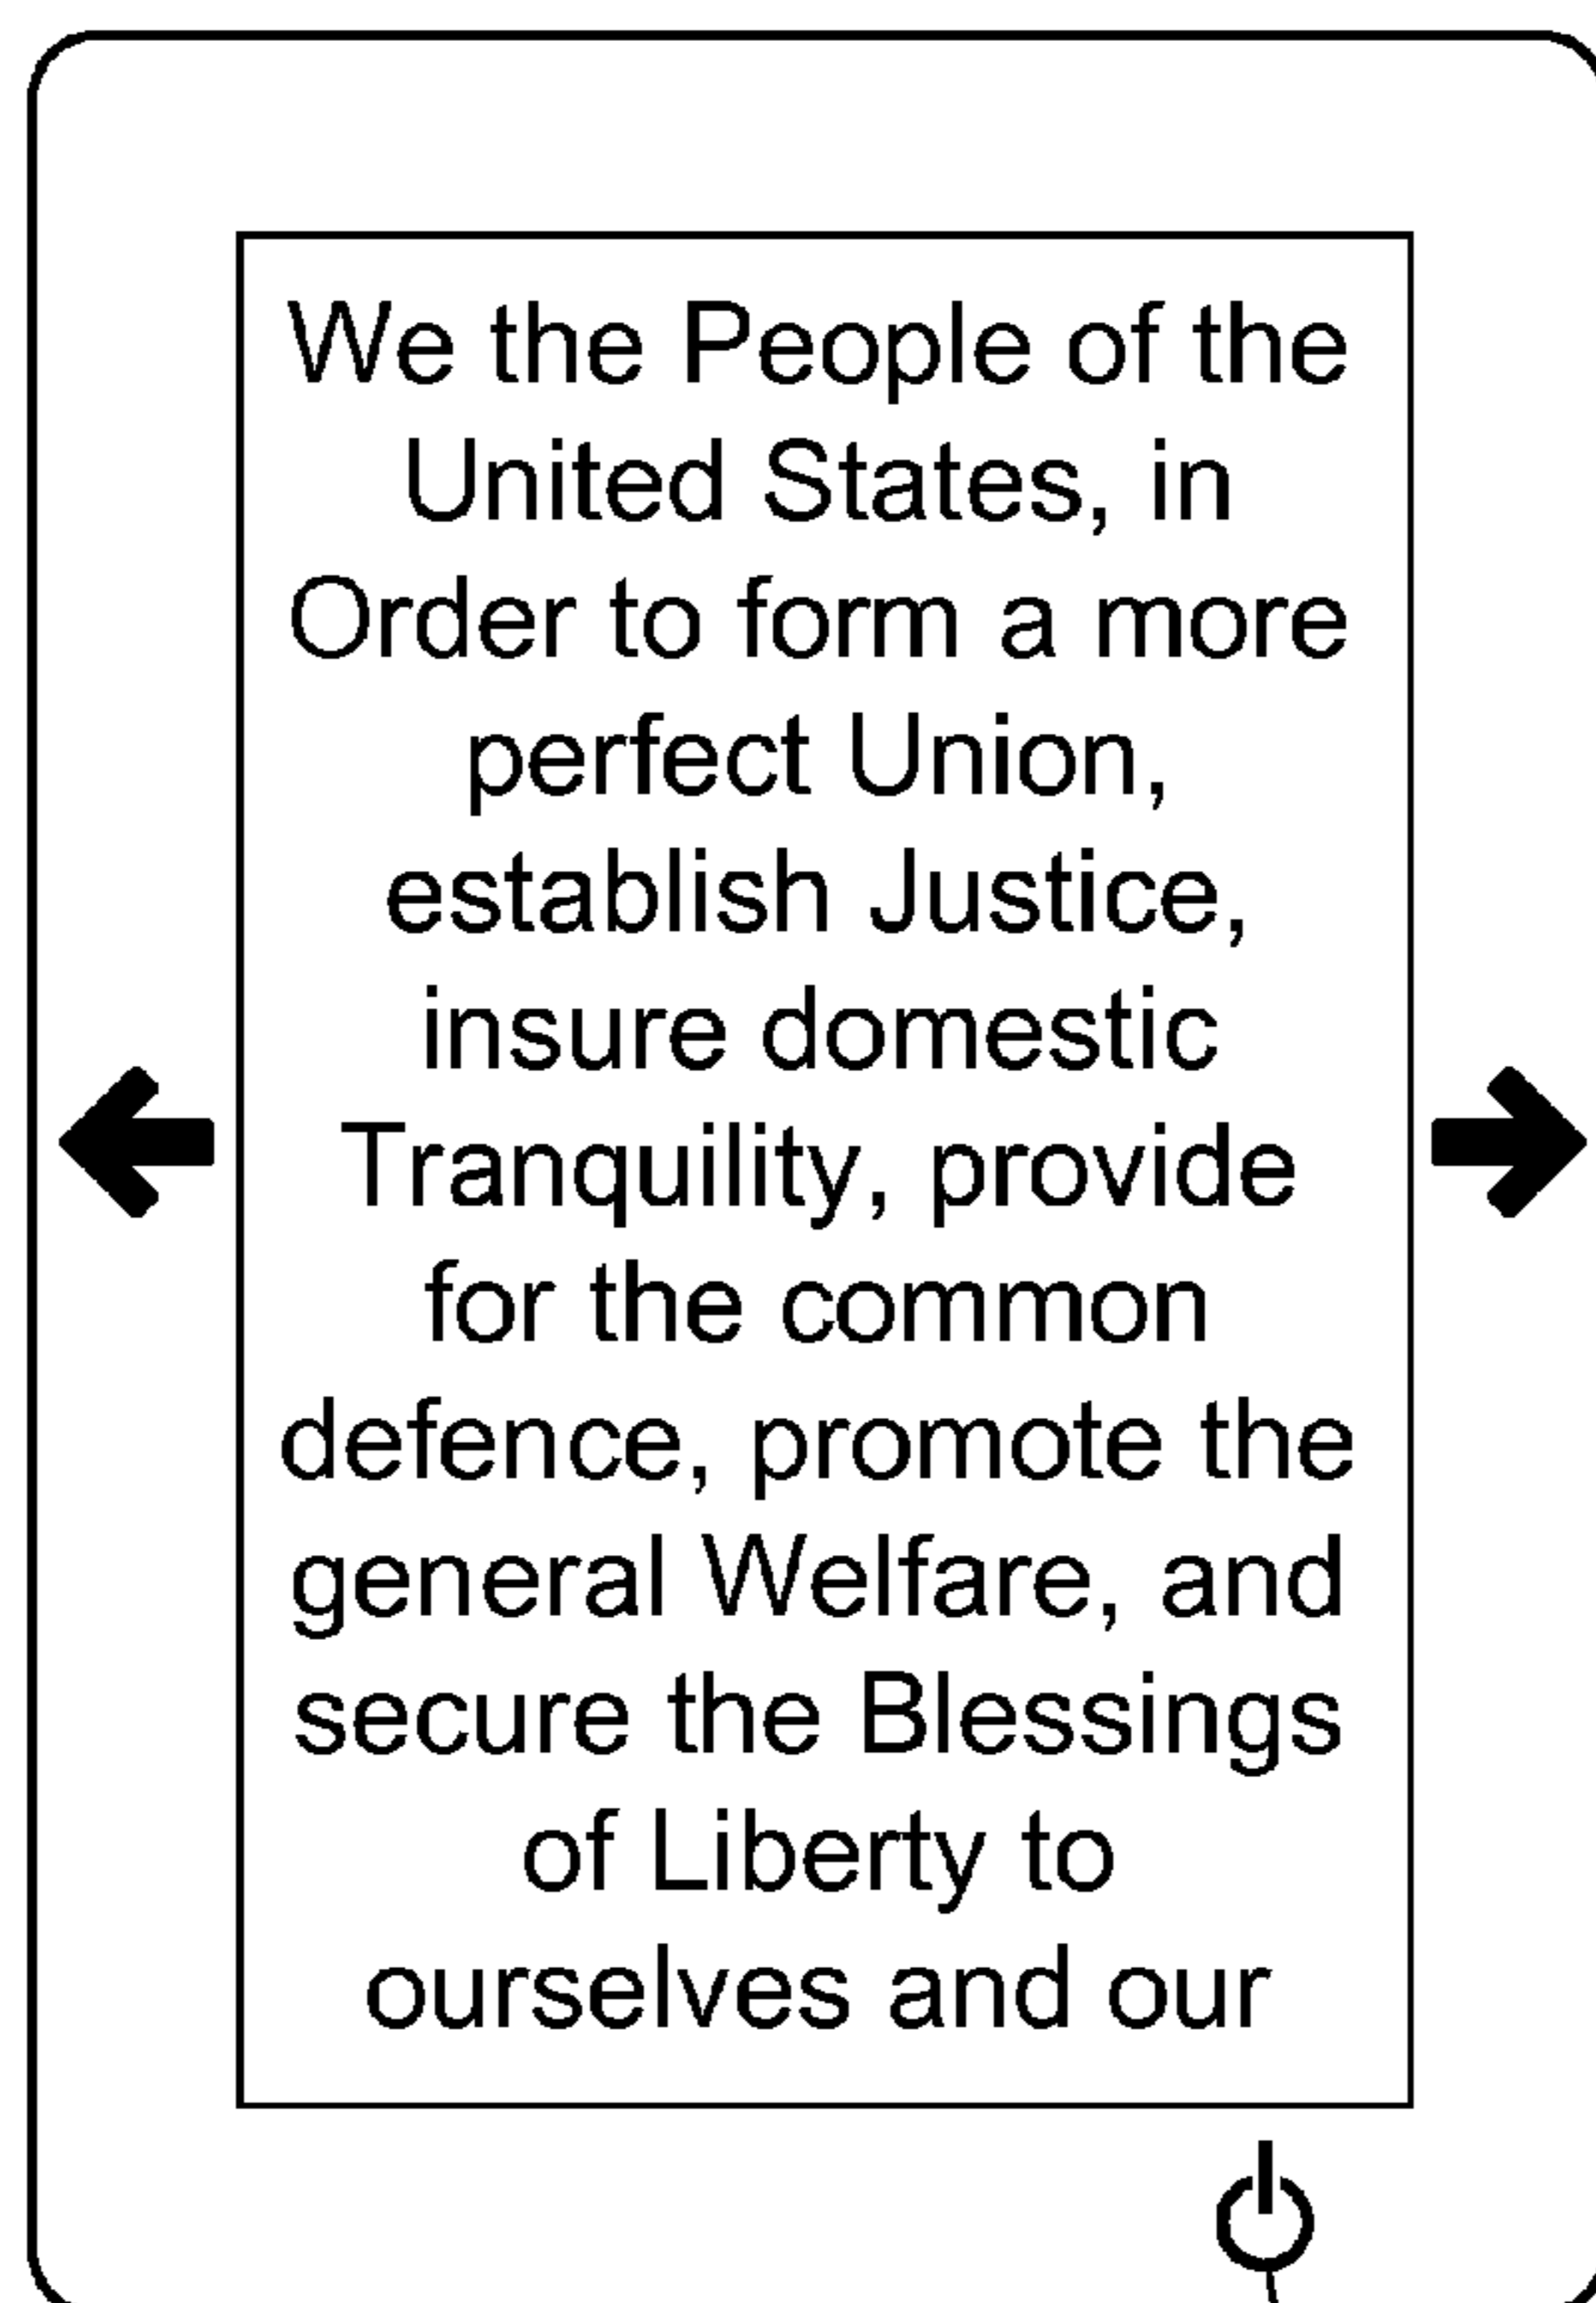 We the People of the
United States, in
Order to form a more
perfect Union,
establish Justice,
insure domestic
Tranquility, provide
for the common
defence, promote the
general Welfare, and
secure the Blessings
of Liberty to
ourselves and our